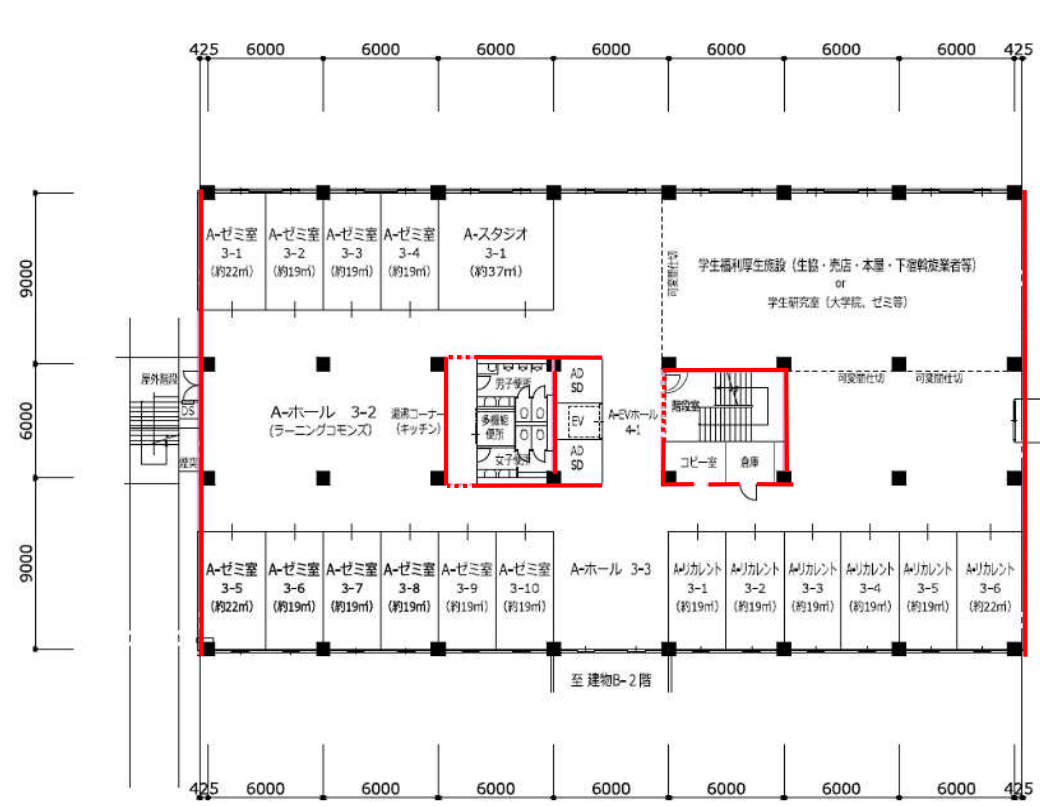 425 6000 6000 6000 6000 6000 6000 6000 425
9000
6000
9000
A-ゼミ室
3-1
(約22㎡)
A-ゼミ室
3-2
(約19㎡)
A-ゼミ室
3-3
(約19㎡)
A-ゼミ室
3-4
(約19㎡)
A-スタジオ
3-1
(約37㎡)
可変間仕切
学生福利厚生施設(生協・売店・本屋・下宿斡旋業者等)
or
学生研究室(大学院、ゼミ等)
屋外階段
DS
煙突
A-ホール 3-2
(ラーニングコモンズ)
湯沸コーナー
(キッチン)
男子便所
多機能
便所
女子便所
AD
SD
EV
AD
SD
A-EVホール
4-1
階段室
コピー室
倉庫
可変間仕切
可変間仕切
A-ゼミ室
3-5
(約22㎡)
A-ゼミ室
3-6
(約19㎡)
A-ゼミ室
3-7
(約19㎡)
A-ゼミ室
3-8
(約19㎡)
A-ゼミ室
3-9
(約19㎡)
A-ゼミ室
3-10
(約19㎡)
A-ホール 3-3
A-リカレント
3-1
(約19㎡)
A-リカレント
3-2
(約19㎡)
A-リカレント
3-3
(約19㎡)
A-リカレント
3-4
(約19㎡)
A-リカレント
3-5
(約19㎡)
A-リカレント
3-6
(約22㎡)
至 建物B-2階
425 6000 6000 6000 6000 6000 6000 6000 425